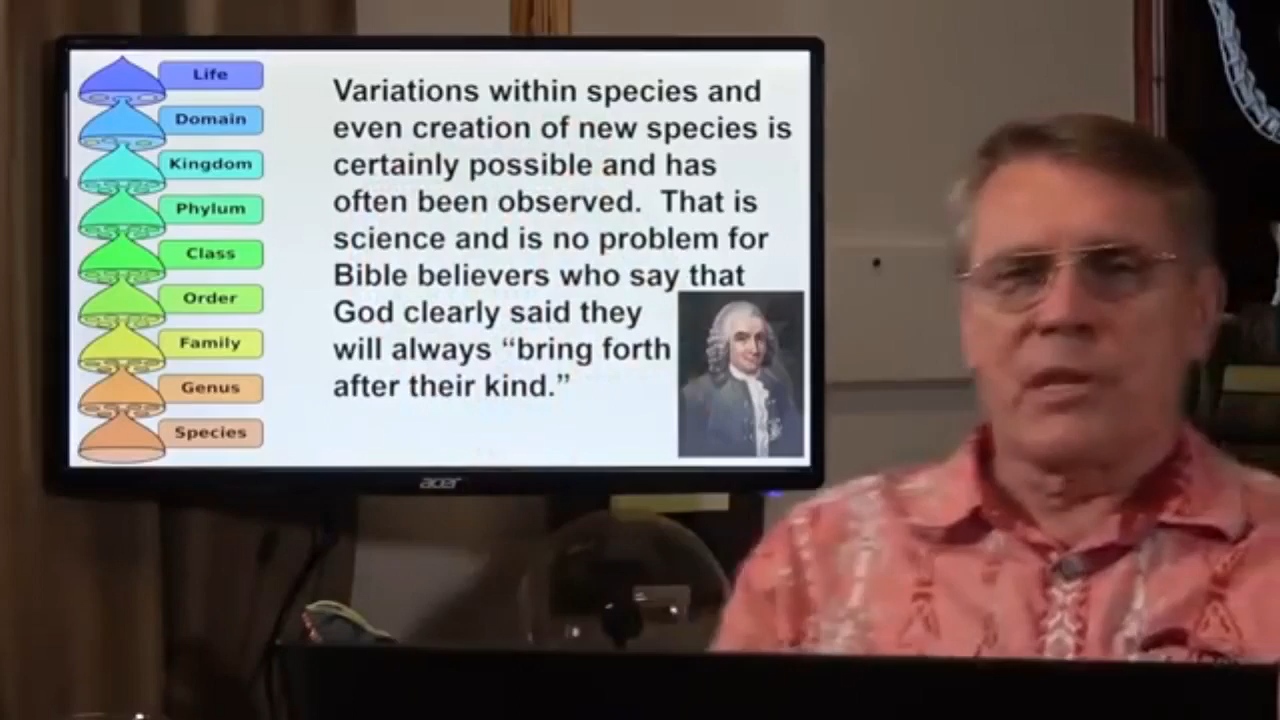 Life
Domain
Kingdom
Phylum
Class
Order
Family
Genus
Species
Variations within species and
even creation of new species is
certainly possible and has
often been observed. That is
science and is no problem for
Bible believers who say that
God clearly said they
will always “bring forth
after their kind.”
acer